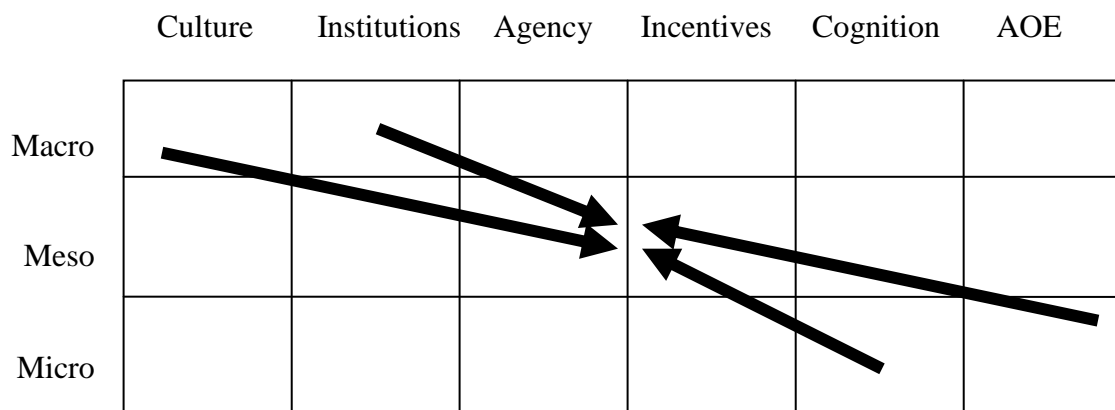 Culture Institutions Agency Incentives Cognition AOE
Macro
Meso
Micro